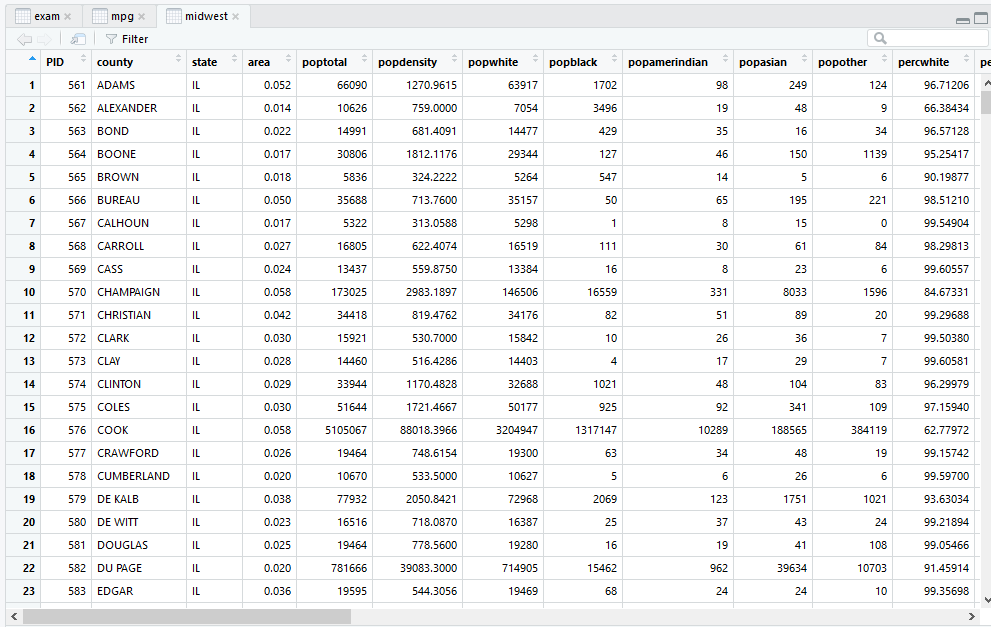 exam mpg midwest
Filter
PID county state area poptotal popdensity popwhite popblack popamerindian popasian popother percwhite pe
1 561 ADAMS IL 0.052 66090 1270.9615 63917 1702 98 249 124 96.71206
2 562 ALEXANDER IL 0.014 10626 759.0000 7054 3496 19 48 9 66.38434
3 563 BOND IL 0.022 14991 681.4091 14477 429 35 16 34 96.57128
4 564 BOONE IL 0.017 30806 1812.1176 29344 127 46 150 1139 95.25417
5 565 BROWN IL 0.018 5836 324.2222 5264 547 14 5 6 90.19877
6 566 BUREAU IL 0.050 35688 713.7600 35157 50 65 195 221 98.51210
7 567 CALHOUN IL 0.017 5322 313.0588 5298 1 8 15 0 99.54904
8 568 CARROLL IL 0.027 16805 622.4074 16519 111 30 61 84 98.29813
9 569 CASS IL 0.024 13437 559.8750 13384 16 8 23 6 99.60557
10 570 CHAMPAIGN IL 0.058 173025 2983.1897 146506 16559 331 8033 1596 84.67331
11 571 CHRISTIAN IL 0.042 34418 819.4762 34176 82 51 89 20 99.29688
12 572 CLARK IL 0.030 15921 530.7000 15842 10 26 36 7 99.50380
13 573 CLAY IL 0.028 14460 516.4286 14403 4 17 29 7 99.60581
14 574 CLINTON IL 0.029 33944 1170.4828 32688 1021 48 104 83 96.29979
15 575 COLES IL 0.030 51644 1721.4667 50177 925 92 341 109 97.15940
16 576 COOK IL 0.058 5105067 88018.3966 3204947 1317147 10289 188565 384119 62.77972
17 577 CRAWFORD IL 0.026 19464 748.6154 19300 63 34 48 19 99.15742
18 578 CUMBERLAND IL 0.020 10670 533.5000 10627 5 6 26 6 99.59700
19 579 DE KALB IL 0.038 77932 2050.8421 72968 2069 123 1751 1021 93.63034
20 580 DE WITT IL 0.023 16516 718.0870 16387 25 37 43 24 99.21894
21 581 DOUGLAS IL 0.025 19464 778.5600 19280 16 19 41 108 99.05466
22 582 DU PAGE IL 0.020 781666 39083.3000 714905 15462 962 39634 10703 91.45914
23 583 EDGAR IL 0.036 19595 544.3056 19469 68 24 24 10 99.35698